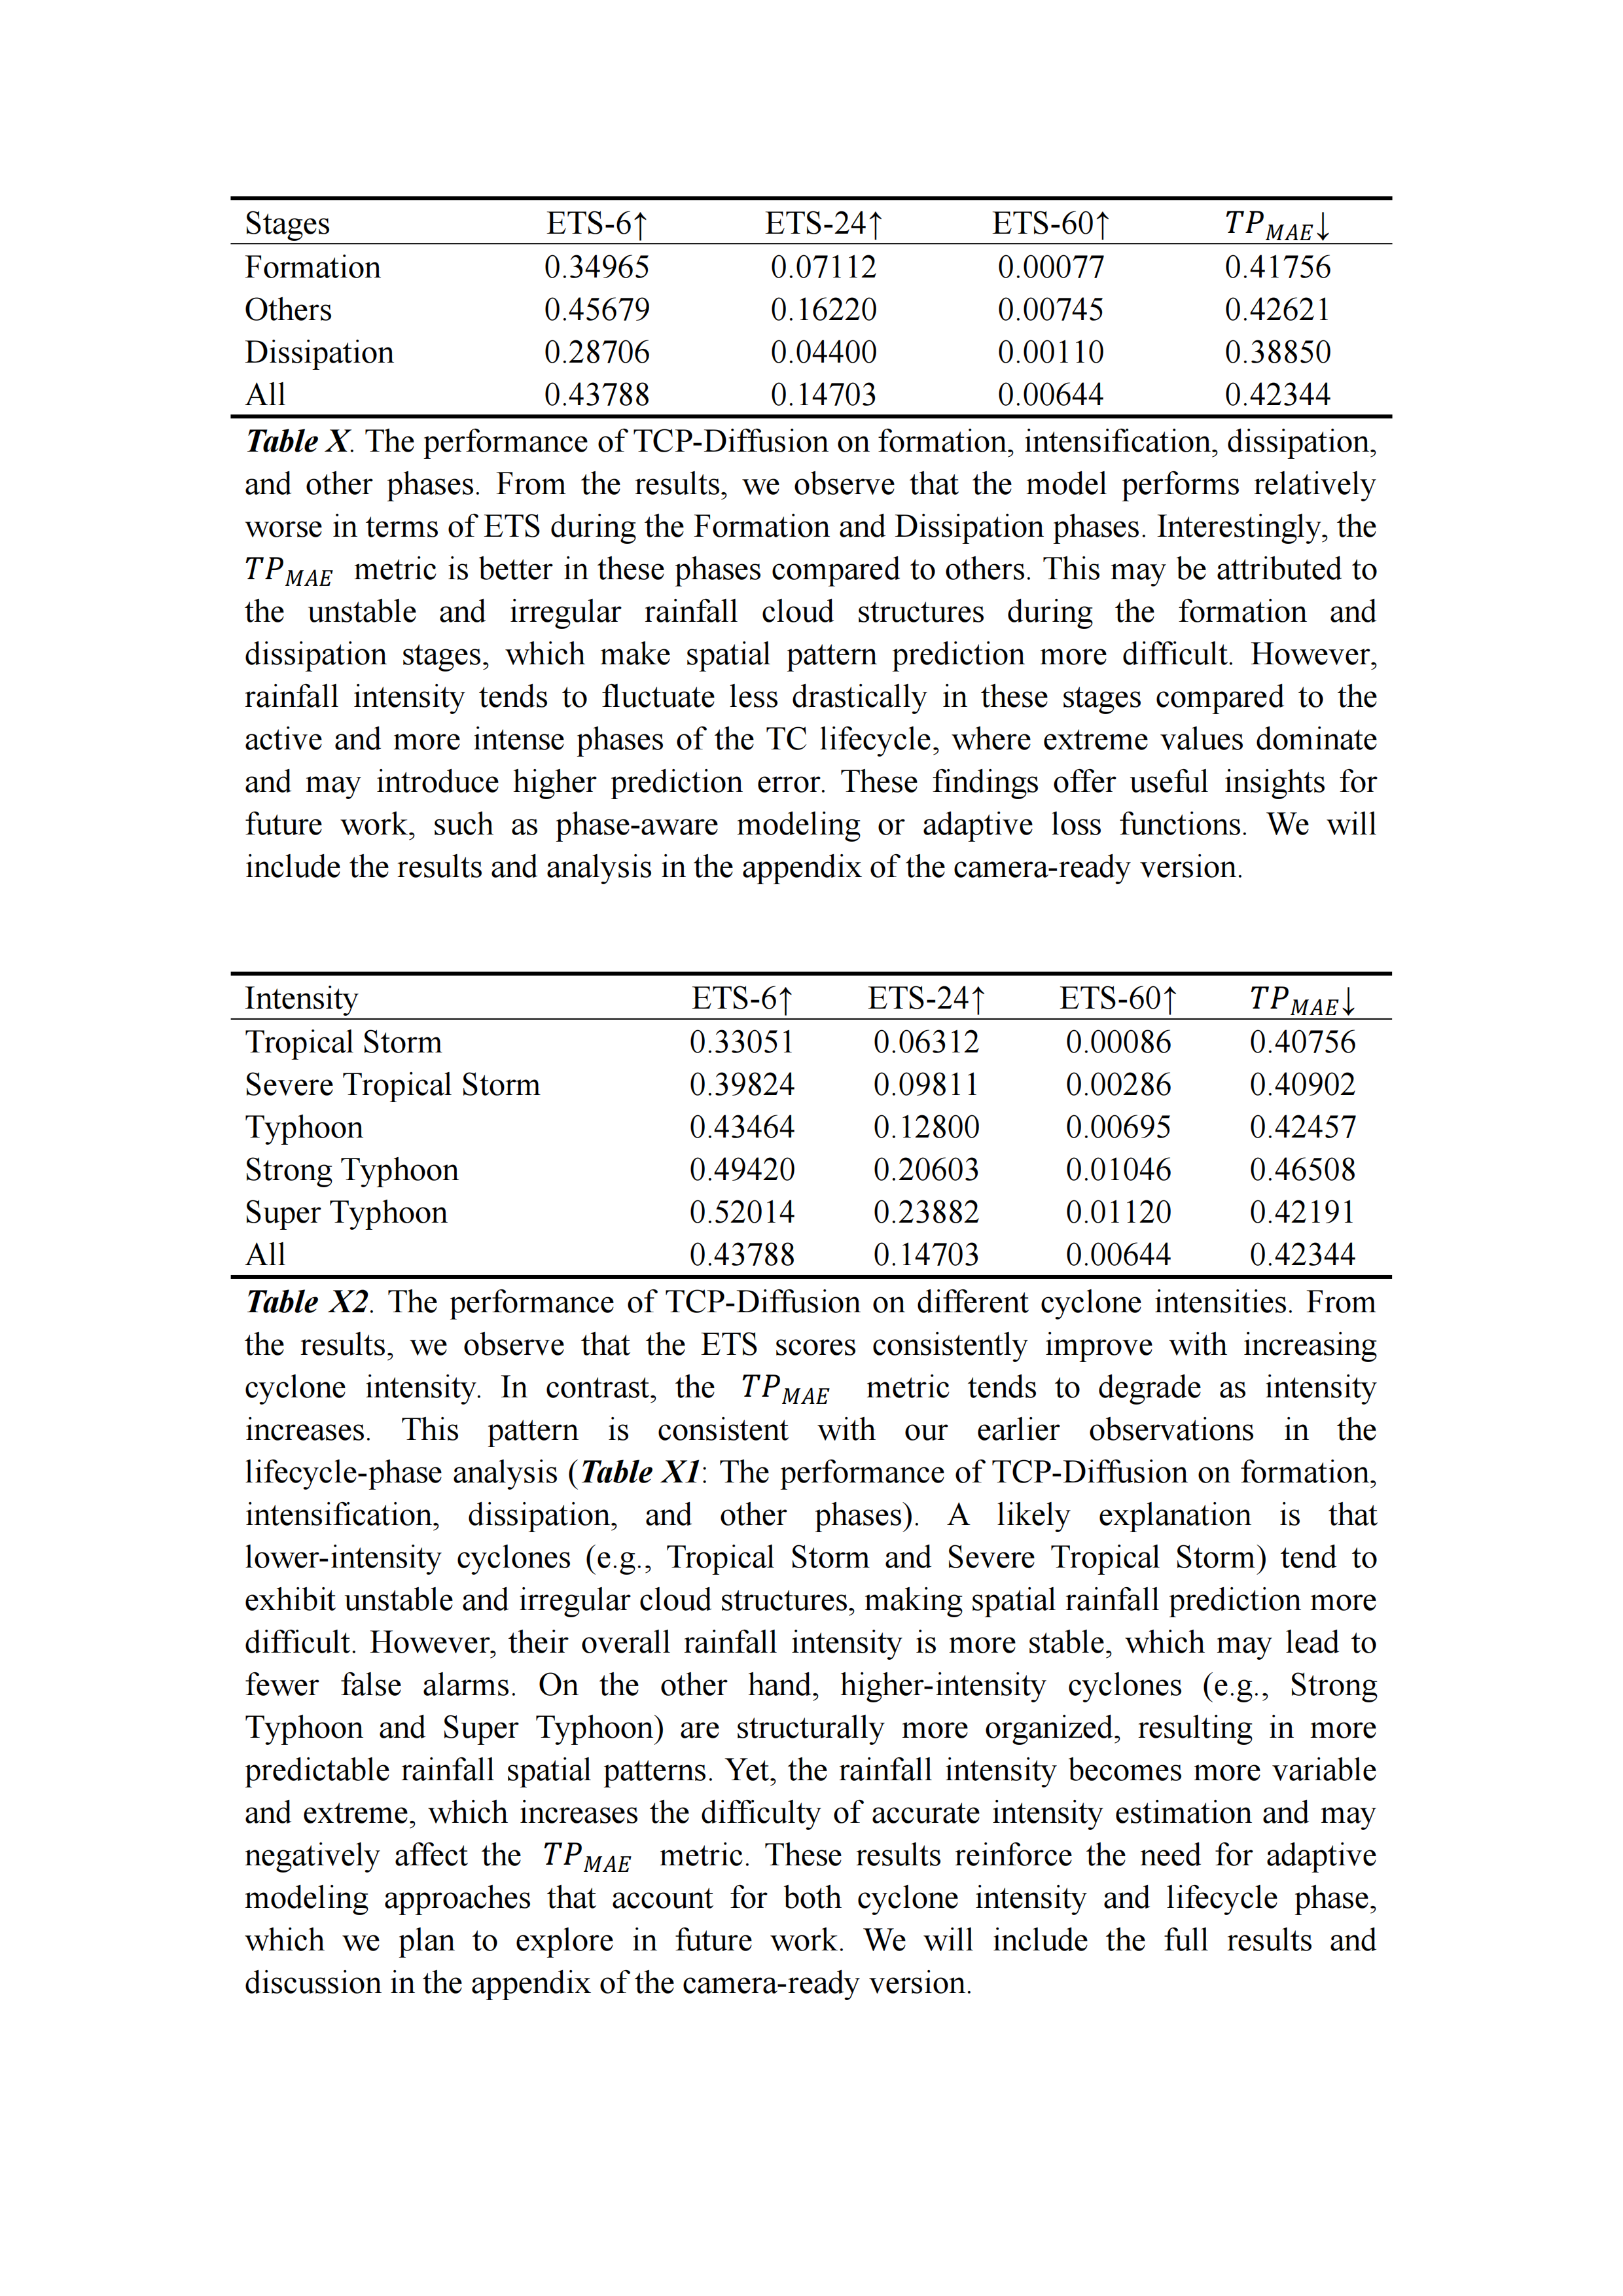 Stages ETS-6↑ ETS-24↑ ETS-60↑ TP_MAE↓
Formation 0.34965 0.07112 0.00077 0.41756
Others 0.45679 0.16220 0.00745 0.42621
Dissipation 0.28706 0.04400 0.00110 0.38850
All 0.43788 0.14703 0.00644 0.42344
Table X. The performance of TCP-Diffusion on formation, intensification, dissipation,
and other phases. From the results, we observe that the model performs relatively
worse in terms of ETS during the Formation and Dissipation phases. Interestingly, the
TP_MAE metric is better in these phases compared to others. This may be attributed to
the unstable and irregular rainfall cloud structures during the formation and
dissipation stages, which make spatial pattern prediction more difficult. However,
rainfall intensity tends to fluctuate less drastically in these stages compared to the
active and more intense phases of the TC lifecycle, where extreme values dominate
and may introduce higher prediction error. These findings offer useful insights for
future work, such as phase-aware modeling or adaptive loss functions. We will
include the results and analysis in the appendix of the camera-ready version.
Intensity ETS-6↑ ETS-24↑ ETS-60↑ TP_MAE↓
Tropical Storm 0.33051 0.06312 0.00086 0.40756
Severe Tropical Storm 0.39824 0.09811 0.00286 0.40902
Typhoon 0.43464 0.12800 0.00695 0.42457
Strong Typhoon 0.49420 0.20603 0.01046 0.46508
Super Typhoon 0.52014 0.23882 0.01120 0.42191
All 0.43788 0.14703 0.00644 0.42344
Table X2. The performance of TCP-Diffusion on different cyclone intensities. From
the results, we observe that the ETS scores consistently improve with increasing
cyclone intensity. In contrast, the TP_MAE metric tends to degrade as intensity
increases. This pattern is consistent with our earlier observations in the
lifecycle-phase analysis (Table X1: The performance of TCP-Diffusion on formation,
intensification, dissipation, and other phases). A likely explanation is that
lower-intensity cyclones (e.g., Tropical Storm and Severe Tropical Storm) tend to
exhibit unstable and irregular cloud structures, making spatial rainfall prediction more
difficult. However, their overall rainfall intensity is more stable, which may lead to
fewer false alarms. On the other hand, higher-intensity cyclones (e.g., Strong
Typhoon and Super Typhoon) are structurally more organized, resulting in more
predictable rainfall spatial patterns. Yet, the rainfall intensity becomes more variable
and extreme, which increases the difficulty of accurate intensity estimation and may
negatively affect the TP_MAE metric. These results reinforce the need for adaptive
modeling approaches that account for both cyclone intensity and lifecycle phase,
which we plan to explore in future work. We will include the full results and
discussion in the appendix of the camera-ready version.